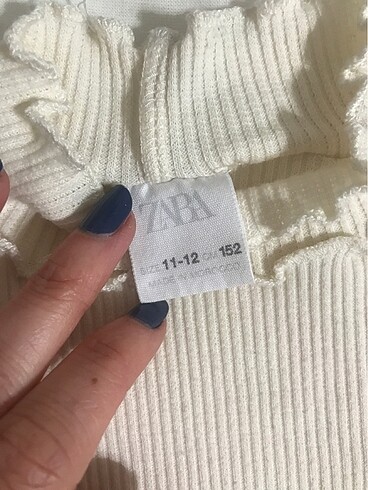 ZARA
SIZE 11-12 CM 152
MADE IN MOROCCO